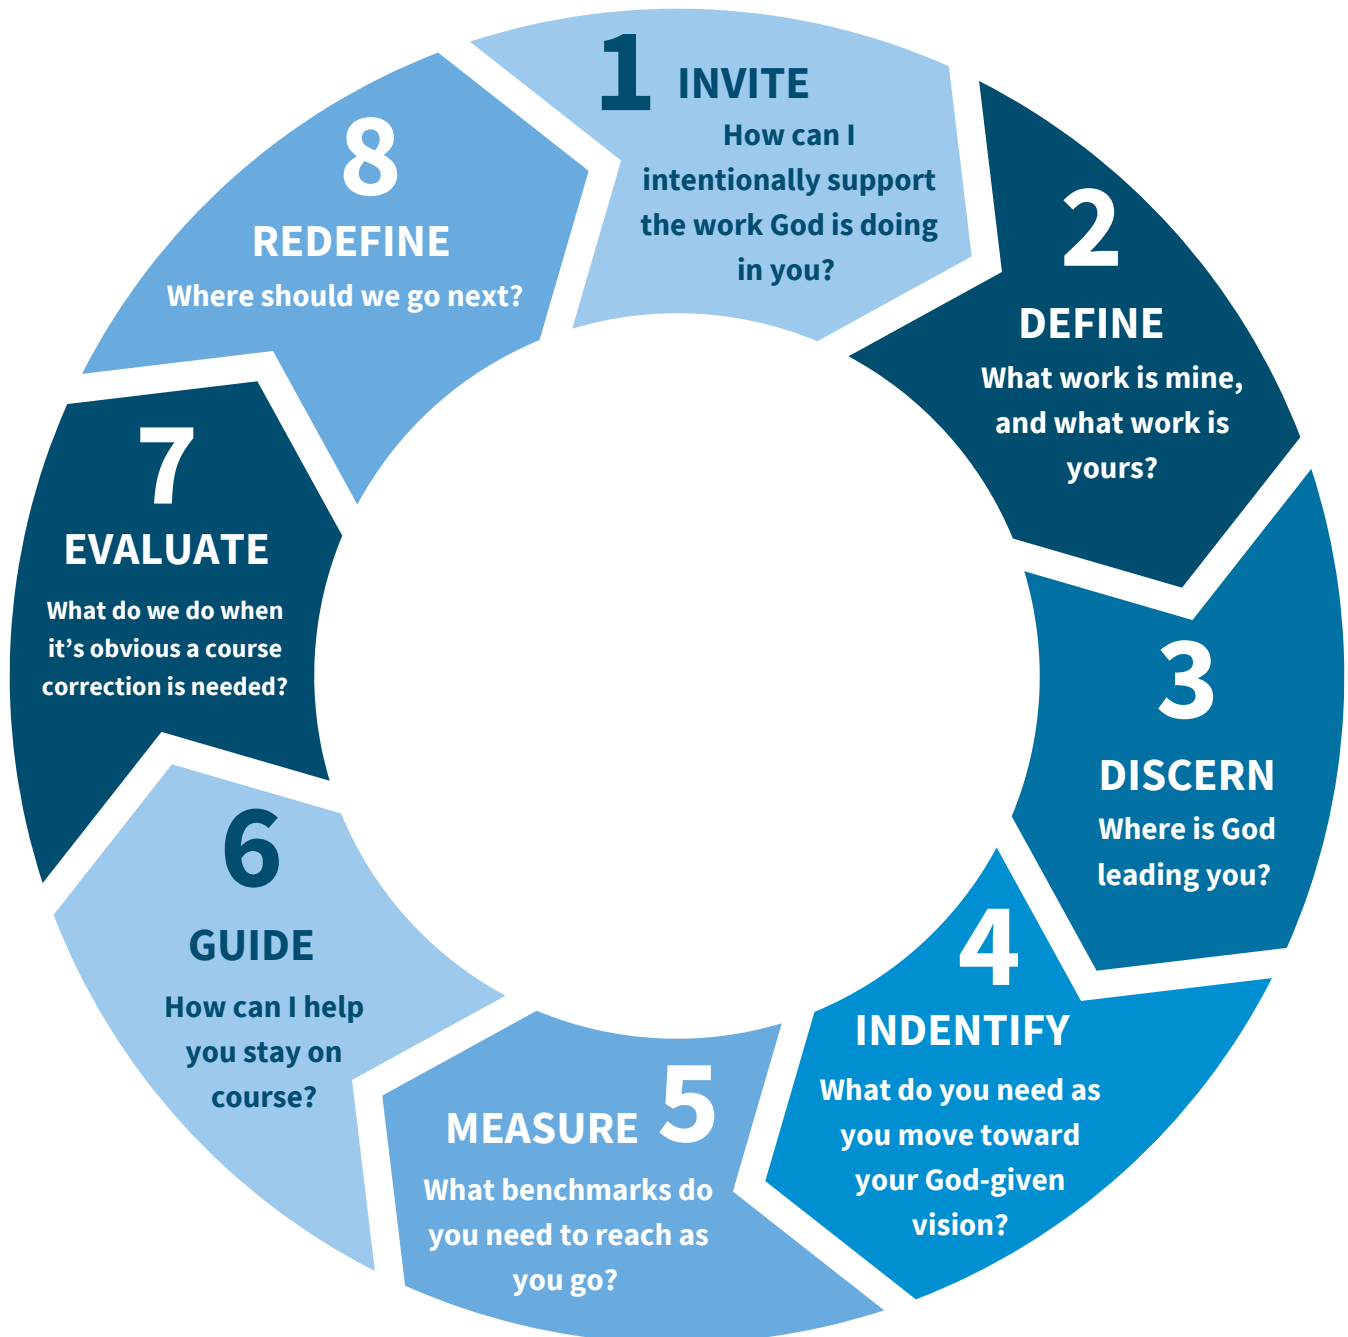 1 INVITE
How can I
intentionally support
the work God is doing
in you?
2
DEFINE
What work is mine,
and what work is
yours?
3
DISCERN
Where is God
leading you?
4
INDENTIFY
What do you need as
you move toward
your God-given
vision?
MEASURE 5
What benchmarks do
you need to reach as
you go?
6
GUIDE
How can I help
you stay on
course?
7
EVALUATE
What do we do when
it’s obvious a course
correction is needed?
8
REDEFINE
Where should we go next?